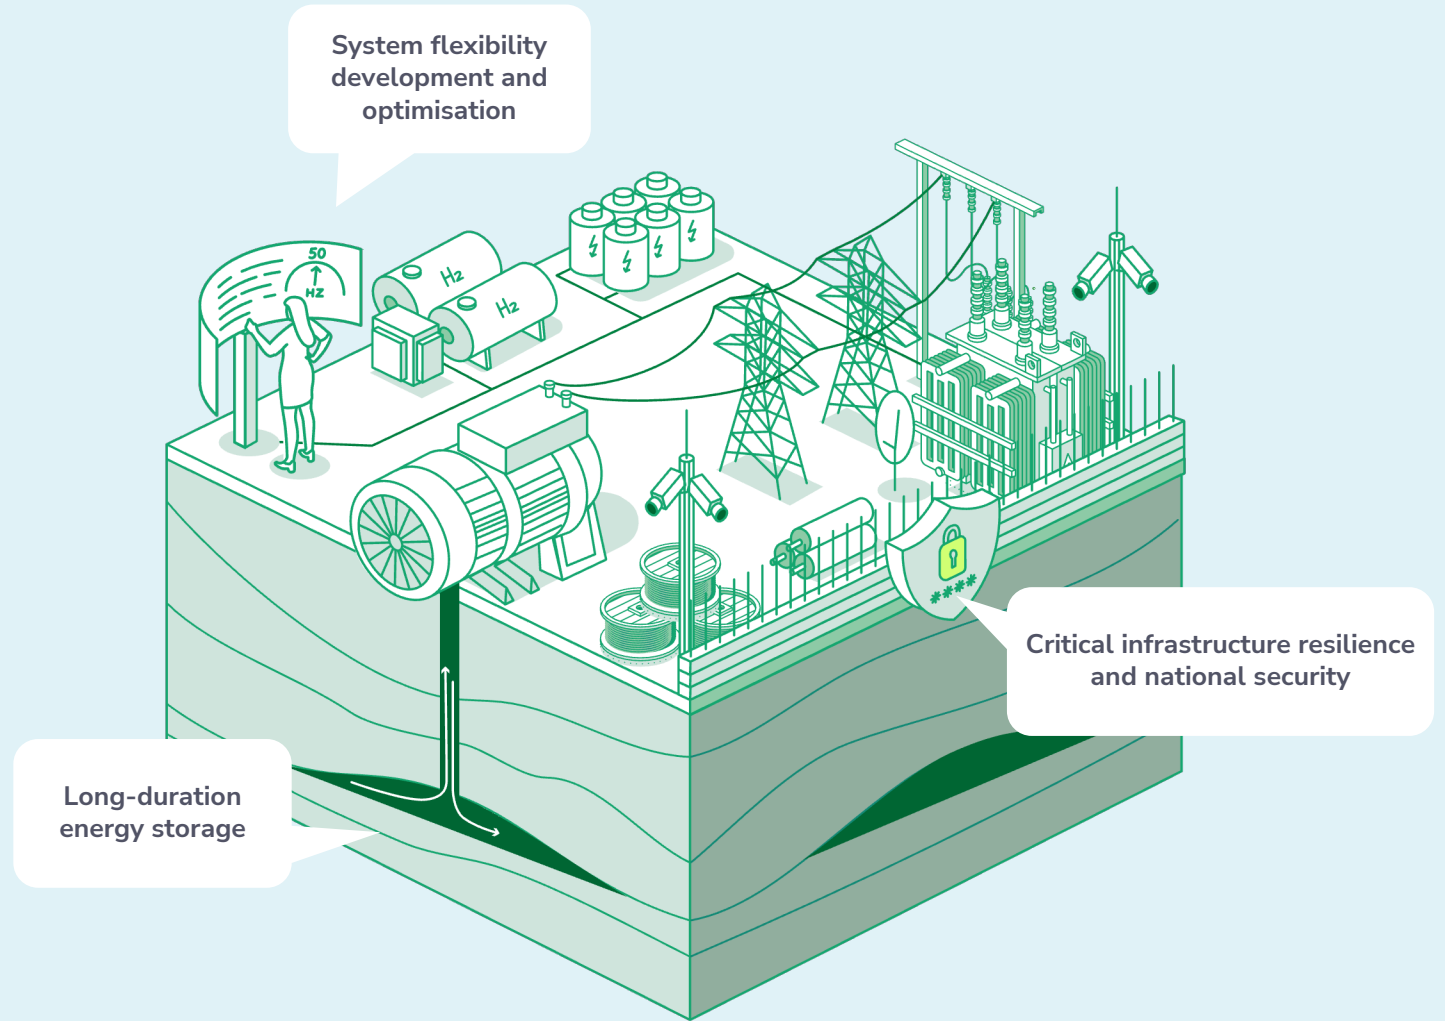 System flexibility
development and
optimisation
50
HZ
H2
H2
Critical infrastructure resilience
and national security
****
Long-duration
energy storage